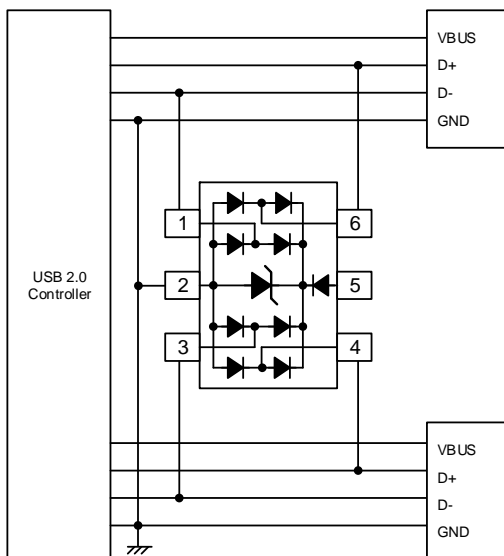 VBUS
D+
D-
GND
1
6
USB 2.0
Controller
2
5
3
4
VBUS
D+
D-
GND